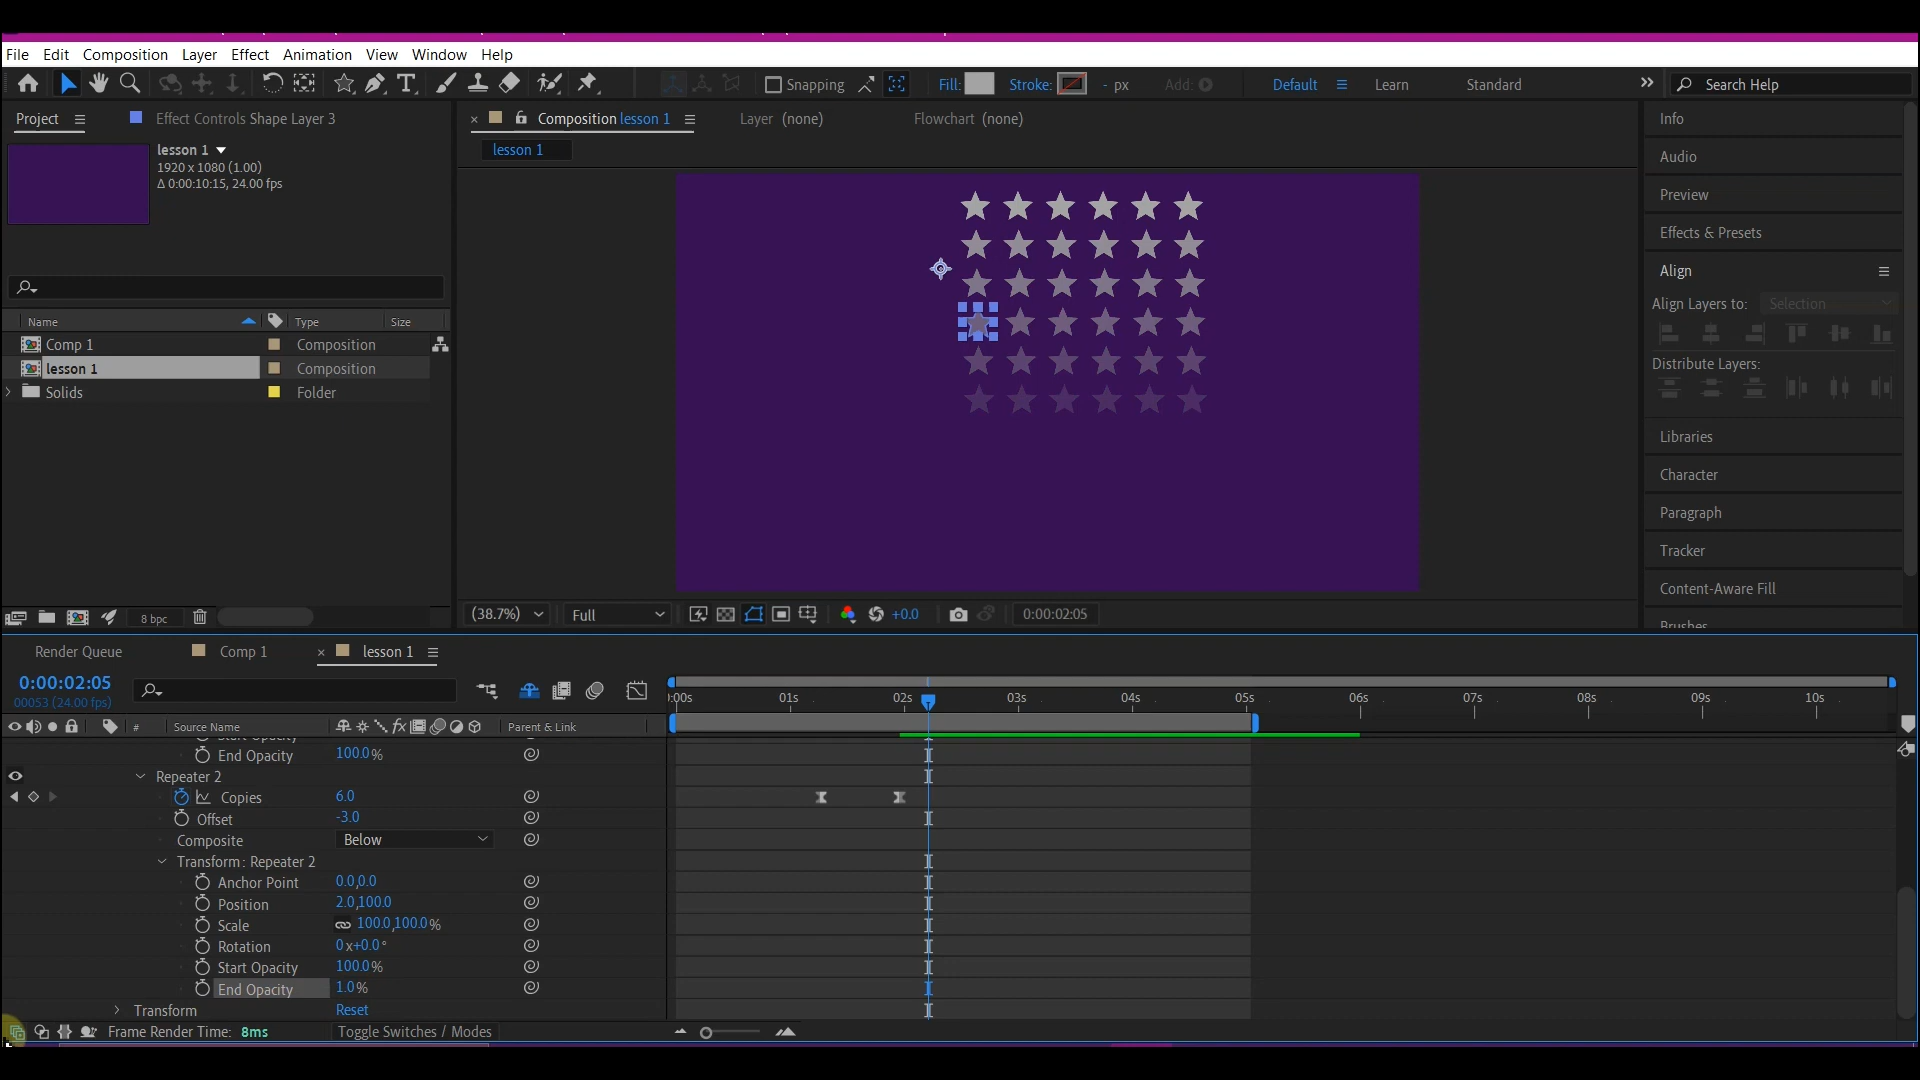 File Edit Composition Layer Effect Animation View Window Help
Snapping Fill: Stroke: - px Add: Default Learn Standard Search Help
Project Effect Controls Shape Layer 3
Composition lesson 1 Layer (none) Flowchart (none)
lesson 1
lesson 1
1920 x 1080 (1.00)
Δ 0:00:10:15, 24.00 fps
Name Type Size
Comp 1 Composition
lesson 1 Composition
Solids Folder
8 bpc
(38.7%) Full +0.0 0:00:02:05
Info
Audio
Preview
Effects & Presets
Align
Align Layers to: Selection
Distribute Layers:
Libraries
Character
Paragraph
Tracker
Content-Aware Fill
Brushes
Render Queue Comp 1 lesson 1
0:00:02:05
00053 (24.00 fps)
:00s 01s 02s 03s 04s 05s 06s 07s 08s 09s 10s
# Source Name Parent & Link
Start Opacity
End Opacity 100.0%
Repeater 2
Copies 6.0
Offset -3.0
Composite Below
Transform: Repeater 2
Anchor Point 0.0,0.0
Position 2.0,100.0
Scale 100.0,100.0%
Rotation 0x+0.0°
Start Opacity 100.0%
End Opacity 1.0%
Transform Reset
Frame Render Time: 8ms Toggle Switches / Modes